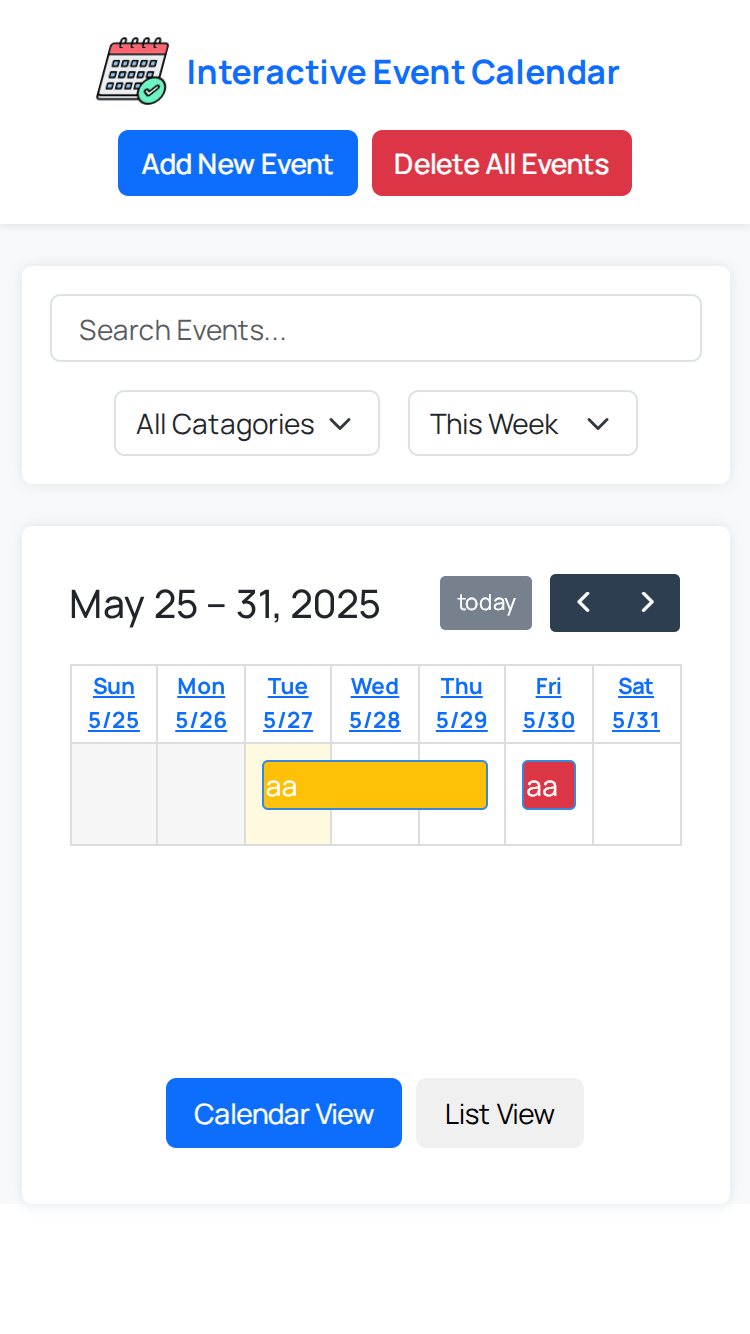 Interactive Event Calendar
Add New Event Delete All Events
Search Events...
All Catagories This Week
May 25 – 31, 2025 today
Sun Mon Tue Wed Thu Fri Sat
5/25 5/26 5/27 5/28 5/29 5/30 5/31
aa aa
Calendar View List View